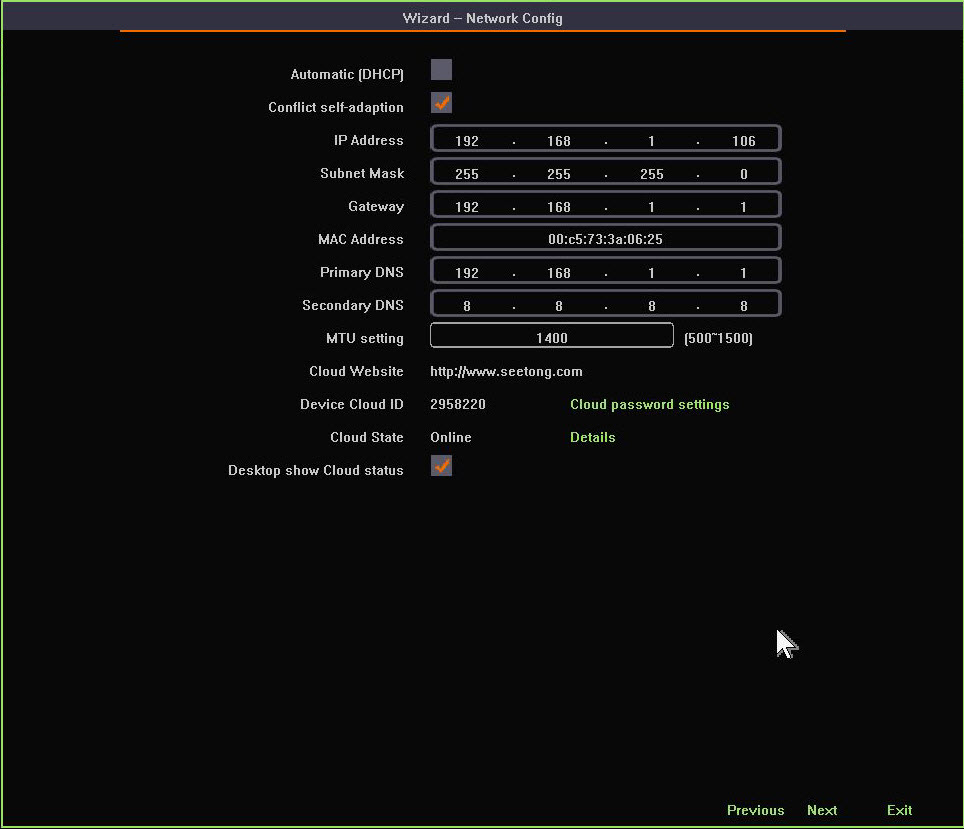 Wizard – Network Config
Automatic (DHCP)
Conflict self-adaption
IP Address 192 . 168 . 1 . 106
Subnet Mask 255 . 255 . 255 . 0
Gateway 192 . 168 . 1 . 1
MAC Address 00:c5:73:3a:06:25
Primary DNS 192 . 168 . 1 . 1
Secondary DNS 8 . 8 . 8 . 8
MTU setting 1400 (500~1500)
Cloud Website http://www.seetong.com
Device Cloud ID 2958220 Cloud password settings
Cloud State Online Details
Desktop show Cloud status
Previous Next Exit